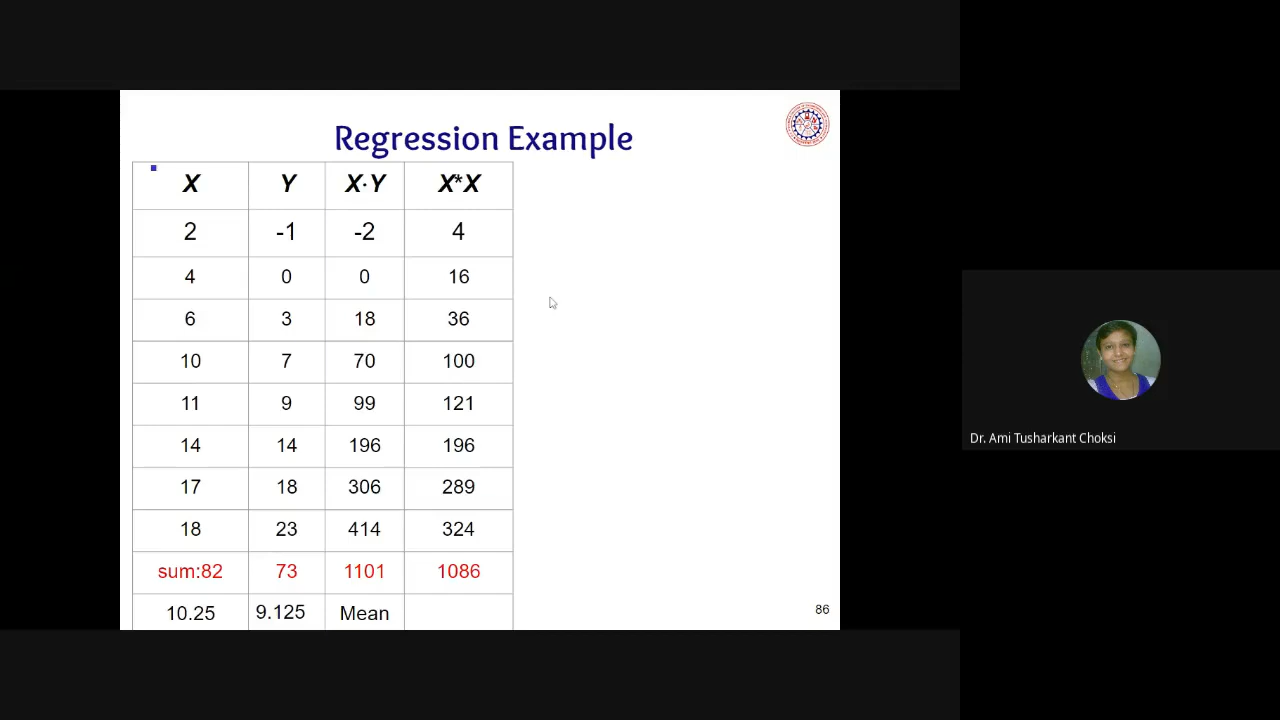 Regression Example
X Y X·Y X*X
2 -1 -2 4
4 0 0 16
6 3 18 36
10 7 70 100
11 9 99 121
14 14 196 196
17 18 306 289
18 23 414 324
sum:82 73 1101 1086
10.25 9.125 Mean
86
Dr. Ami Tusharkant Choksi